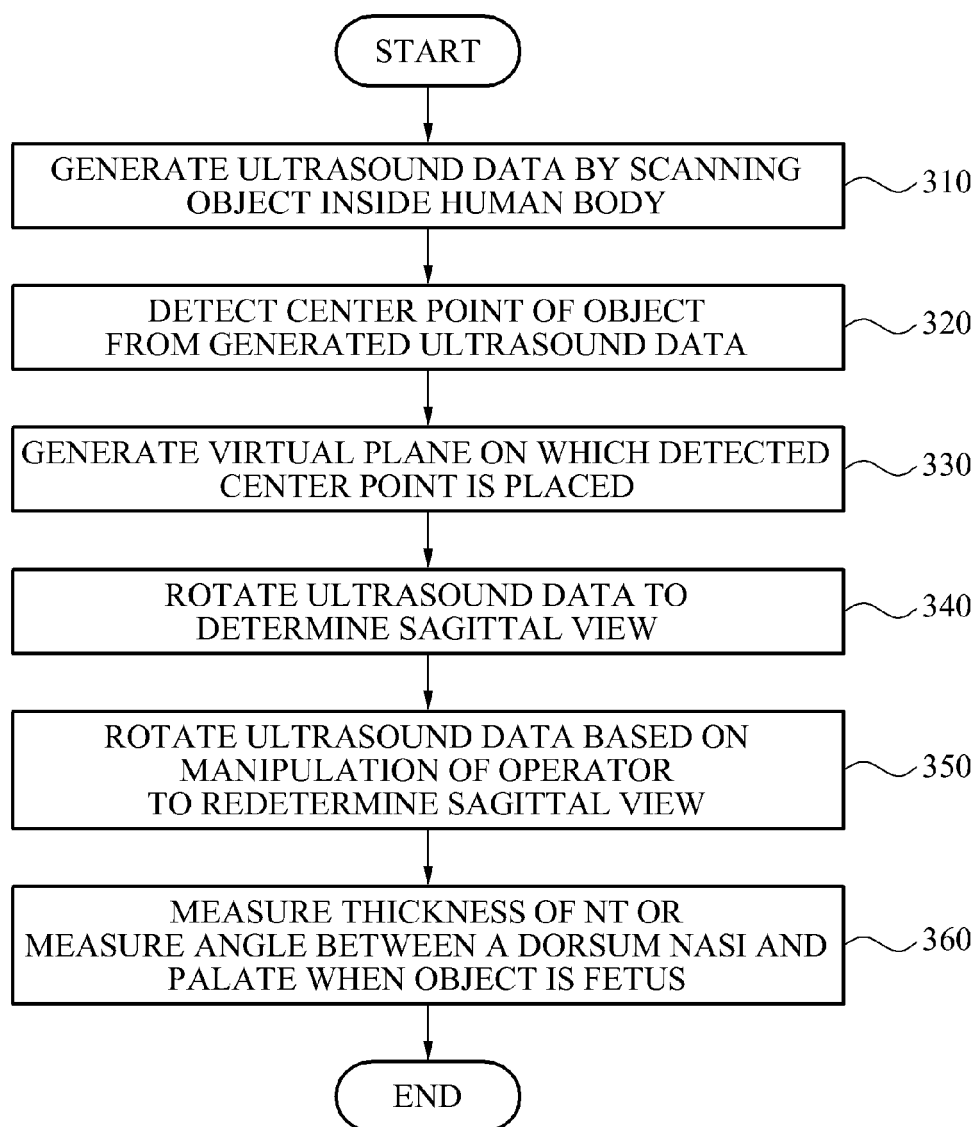 START
GENERATE ULTRASOUND DATA BY SCANNING
OBJECT INSIDE HUMAN BODY
310
DETECT CENTER POINT OF OBJECT
FROM GENERATED ULTRASOUND DATA
320
GENERATE VIRTUAL PLANE ON WHICH DETECTED
CENTER POINT IS PLACED
330
ROTATE ULTRASOUND DATA TO
DETERMINE SAGITTAL VIEW
340
ROTATE ULTRASOUND DATA BASED ON
MANIPULATION OF OPERATOR
TO REDETERMINE SAGITTAL VIEW
350
MEASURE THICKNESS OF NT OR
MEASURE ANGLE BETWEEN A DORSUM NASI AND
PALATE WHEN OBJECT IS FETUS
360
END